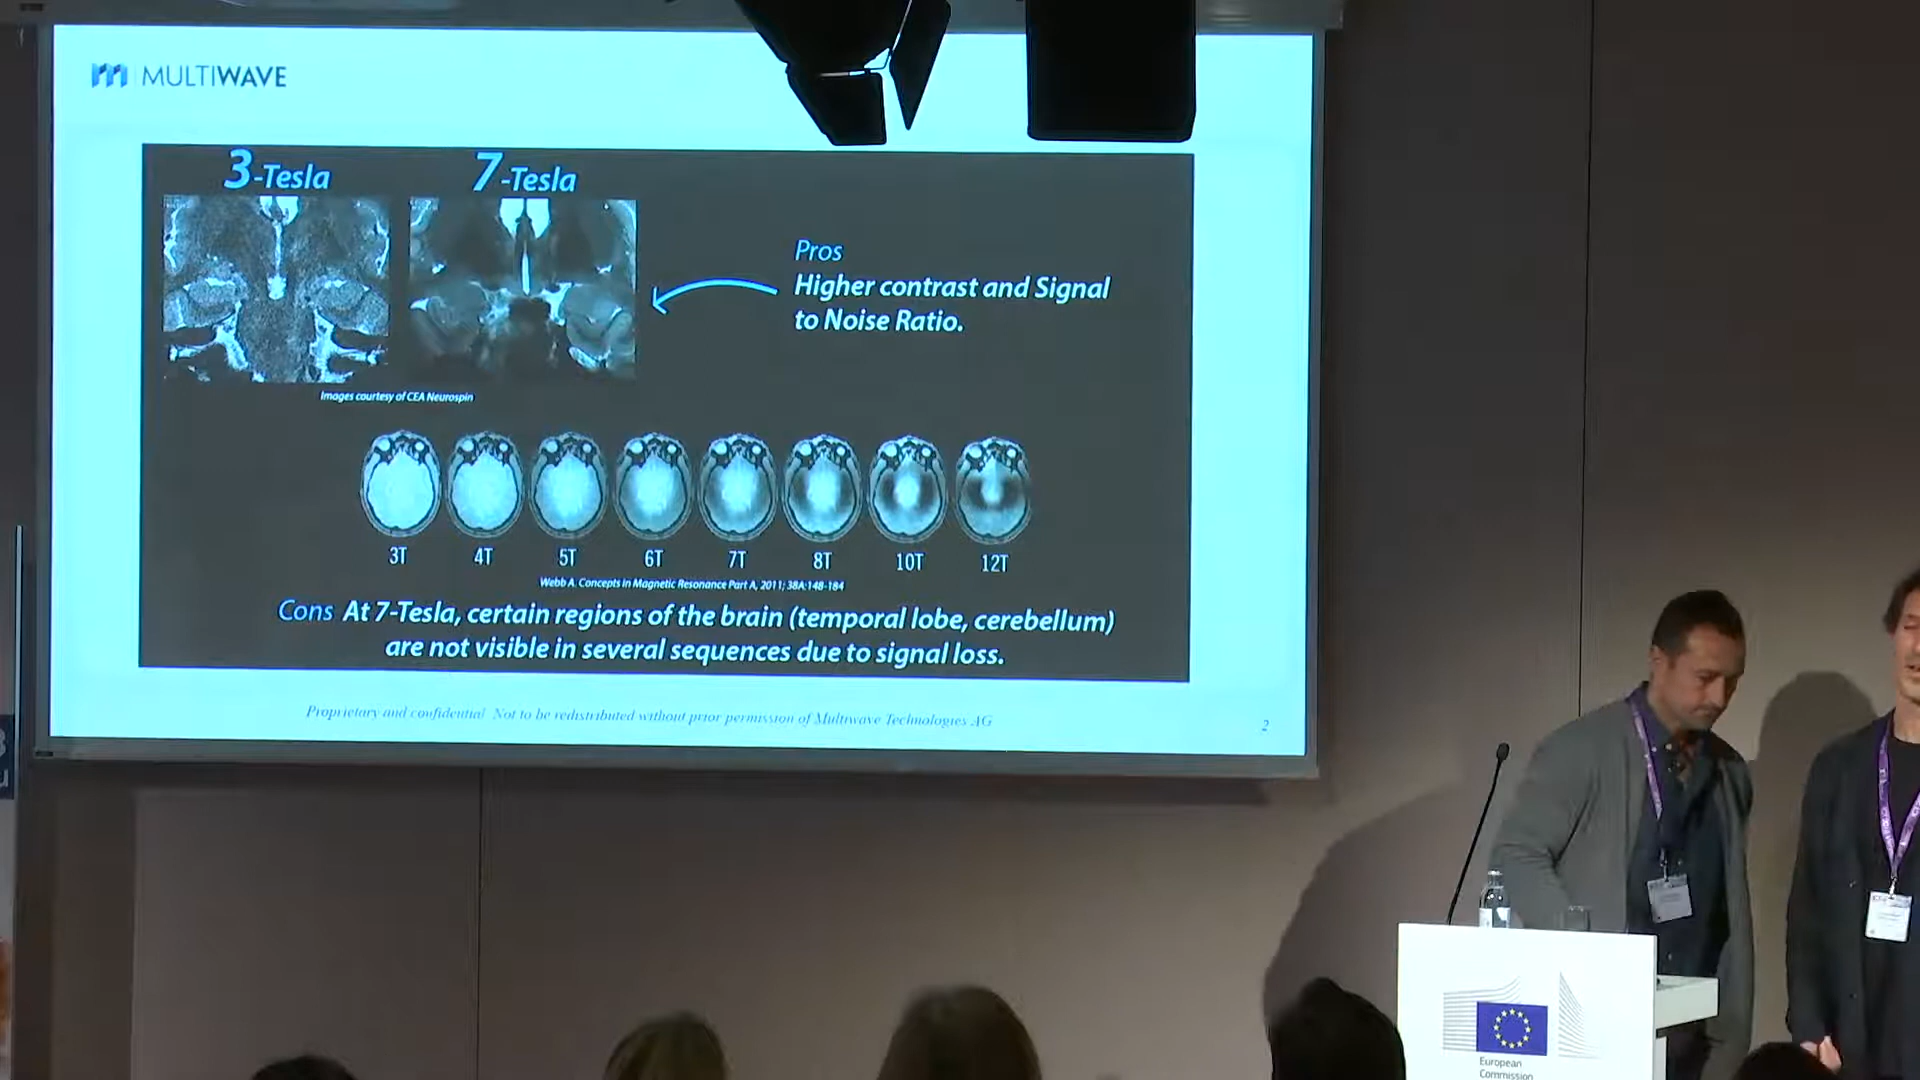 MULTIWAVE
3-Tesla
7-Tesla
Pros
Higher contrast and Signal
to Noise Ratio.
Images courtesy of CEA Neurospin
3T
4T
5T
6T
7T
8T
10T
12T
Webb A. Concepts in Magnetic Resonance Part A, 2011; 38A:148-184
Cons At 7-Tesla, certain regions of the brain (temporal lobe, cerebellum)
are not visible in several sequences due to signal loss.
Proprietary and confidential Not to be redistributed without prior permission of Multiwave Technologies AG
2
European
Commission